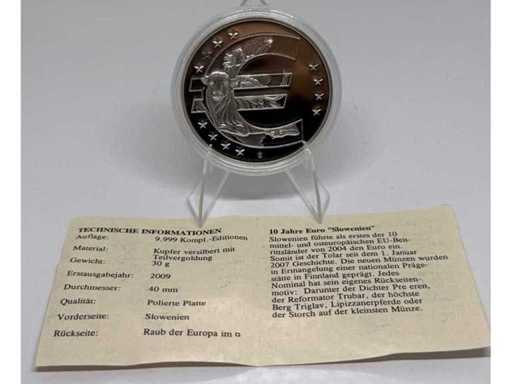 TECHNISCHE INFORMATIONEN
Auflage: 9.999 Kompl.-Editionen
Material: Kupfer versilbert mit
Teilvergoldung
Gewicht: 30 g
Erstausgabejahr: 2009
Durchmesser: 40 mm
Qualität: Polierte Platte
Vorderseite: Slowenien
Rückseite: Raub der Europa im
10 Jahre Euro "Slowenien"
Slowenien führte als erstes der 10
mittel- und osteuropäischen EU-Bei-
trittsländer von 2004 den Euro ein.
Somit ist der Tolar seit dem 1. Januar
2007 Geschichte. Die neuen Münzen wurden
in Ermangelung einer nationalen Präge-
stätte in Finnland geprägt. Jedes
Nominal hat sein eigenes Rückseiten-
motiv: Darunter der Dichter Pre eren,
der Reformator Trubar, der höchste
Berg Triglav, Lipizzanerpferde oder
der Storch auf der kleinsten Münze.